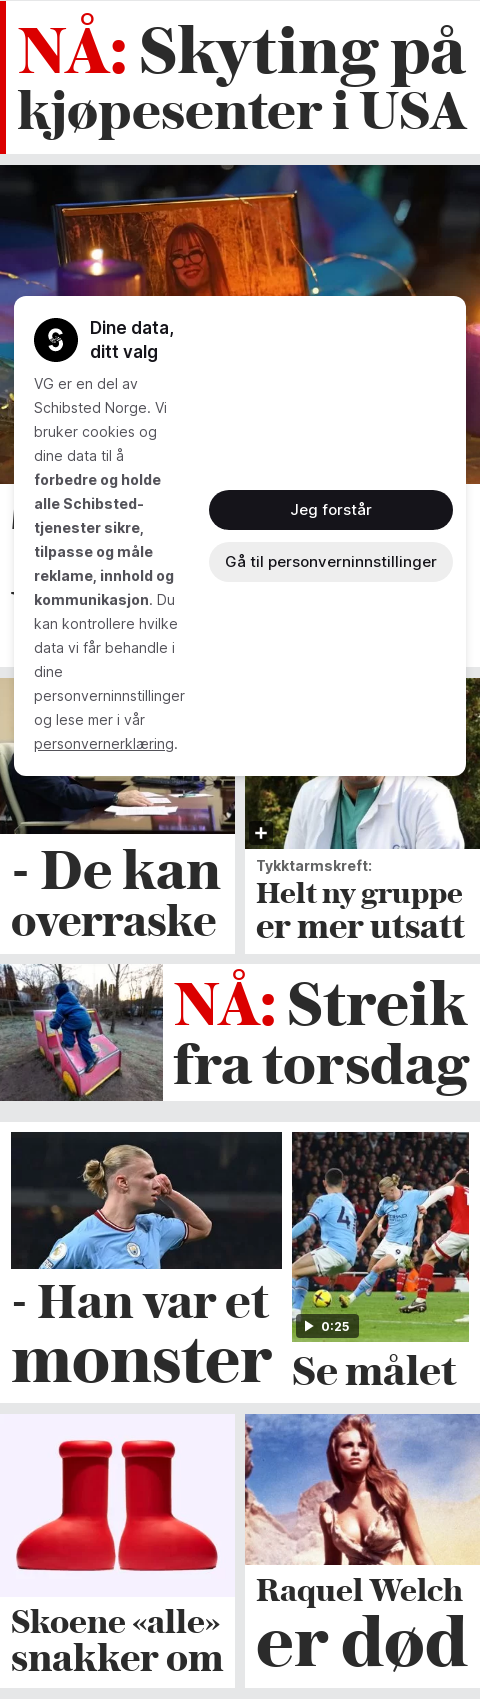 NÅ: Skyting på
kjøpesenter i USA
Dine data,
ditt valg
VG er en del av
Schibsted Norge. Vi
bruker cookies og
dine data til å
forbedre og holde
alle Schibsted-
tjenester sikre,
tilpasse og måle
reklame, innhold og
kommunikasjon. Du
kan kontrollere hvilke
data vi får behandle i
dine
personverninnstillinger
og lese mer i vår
personvernerklæring.
Jeg forstår
Gå til personverninnstillinger
- De kan
overraske
Tykktarmskreft:
Helt ny gruppe
er mer utsatt
NÅ: Streik
fra torsdag
- Han var et
monster
0:25
Se målet
Skoene «alle»
snakker om
Raquel Welch
er død